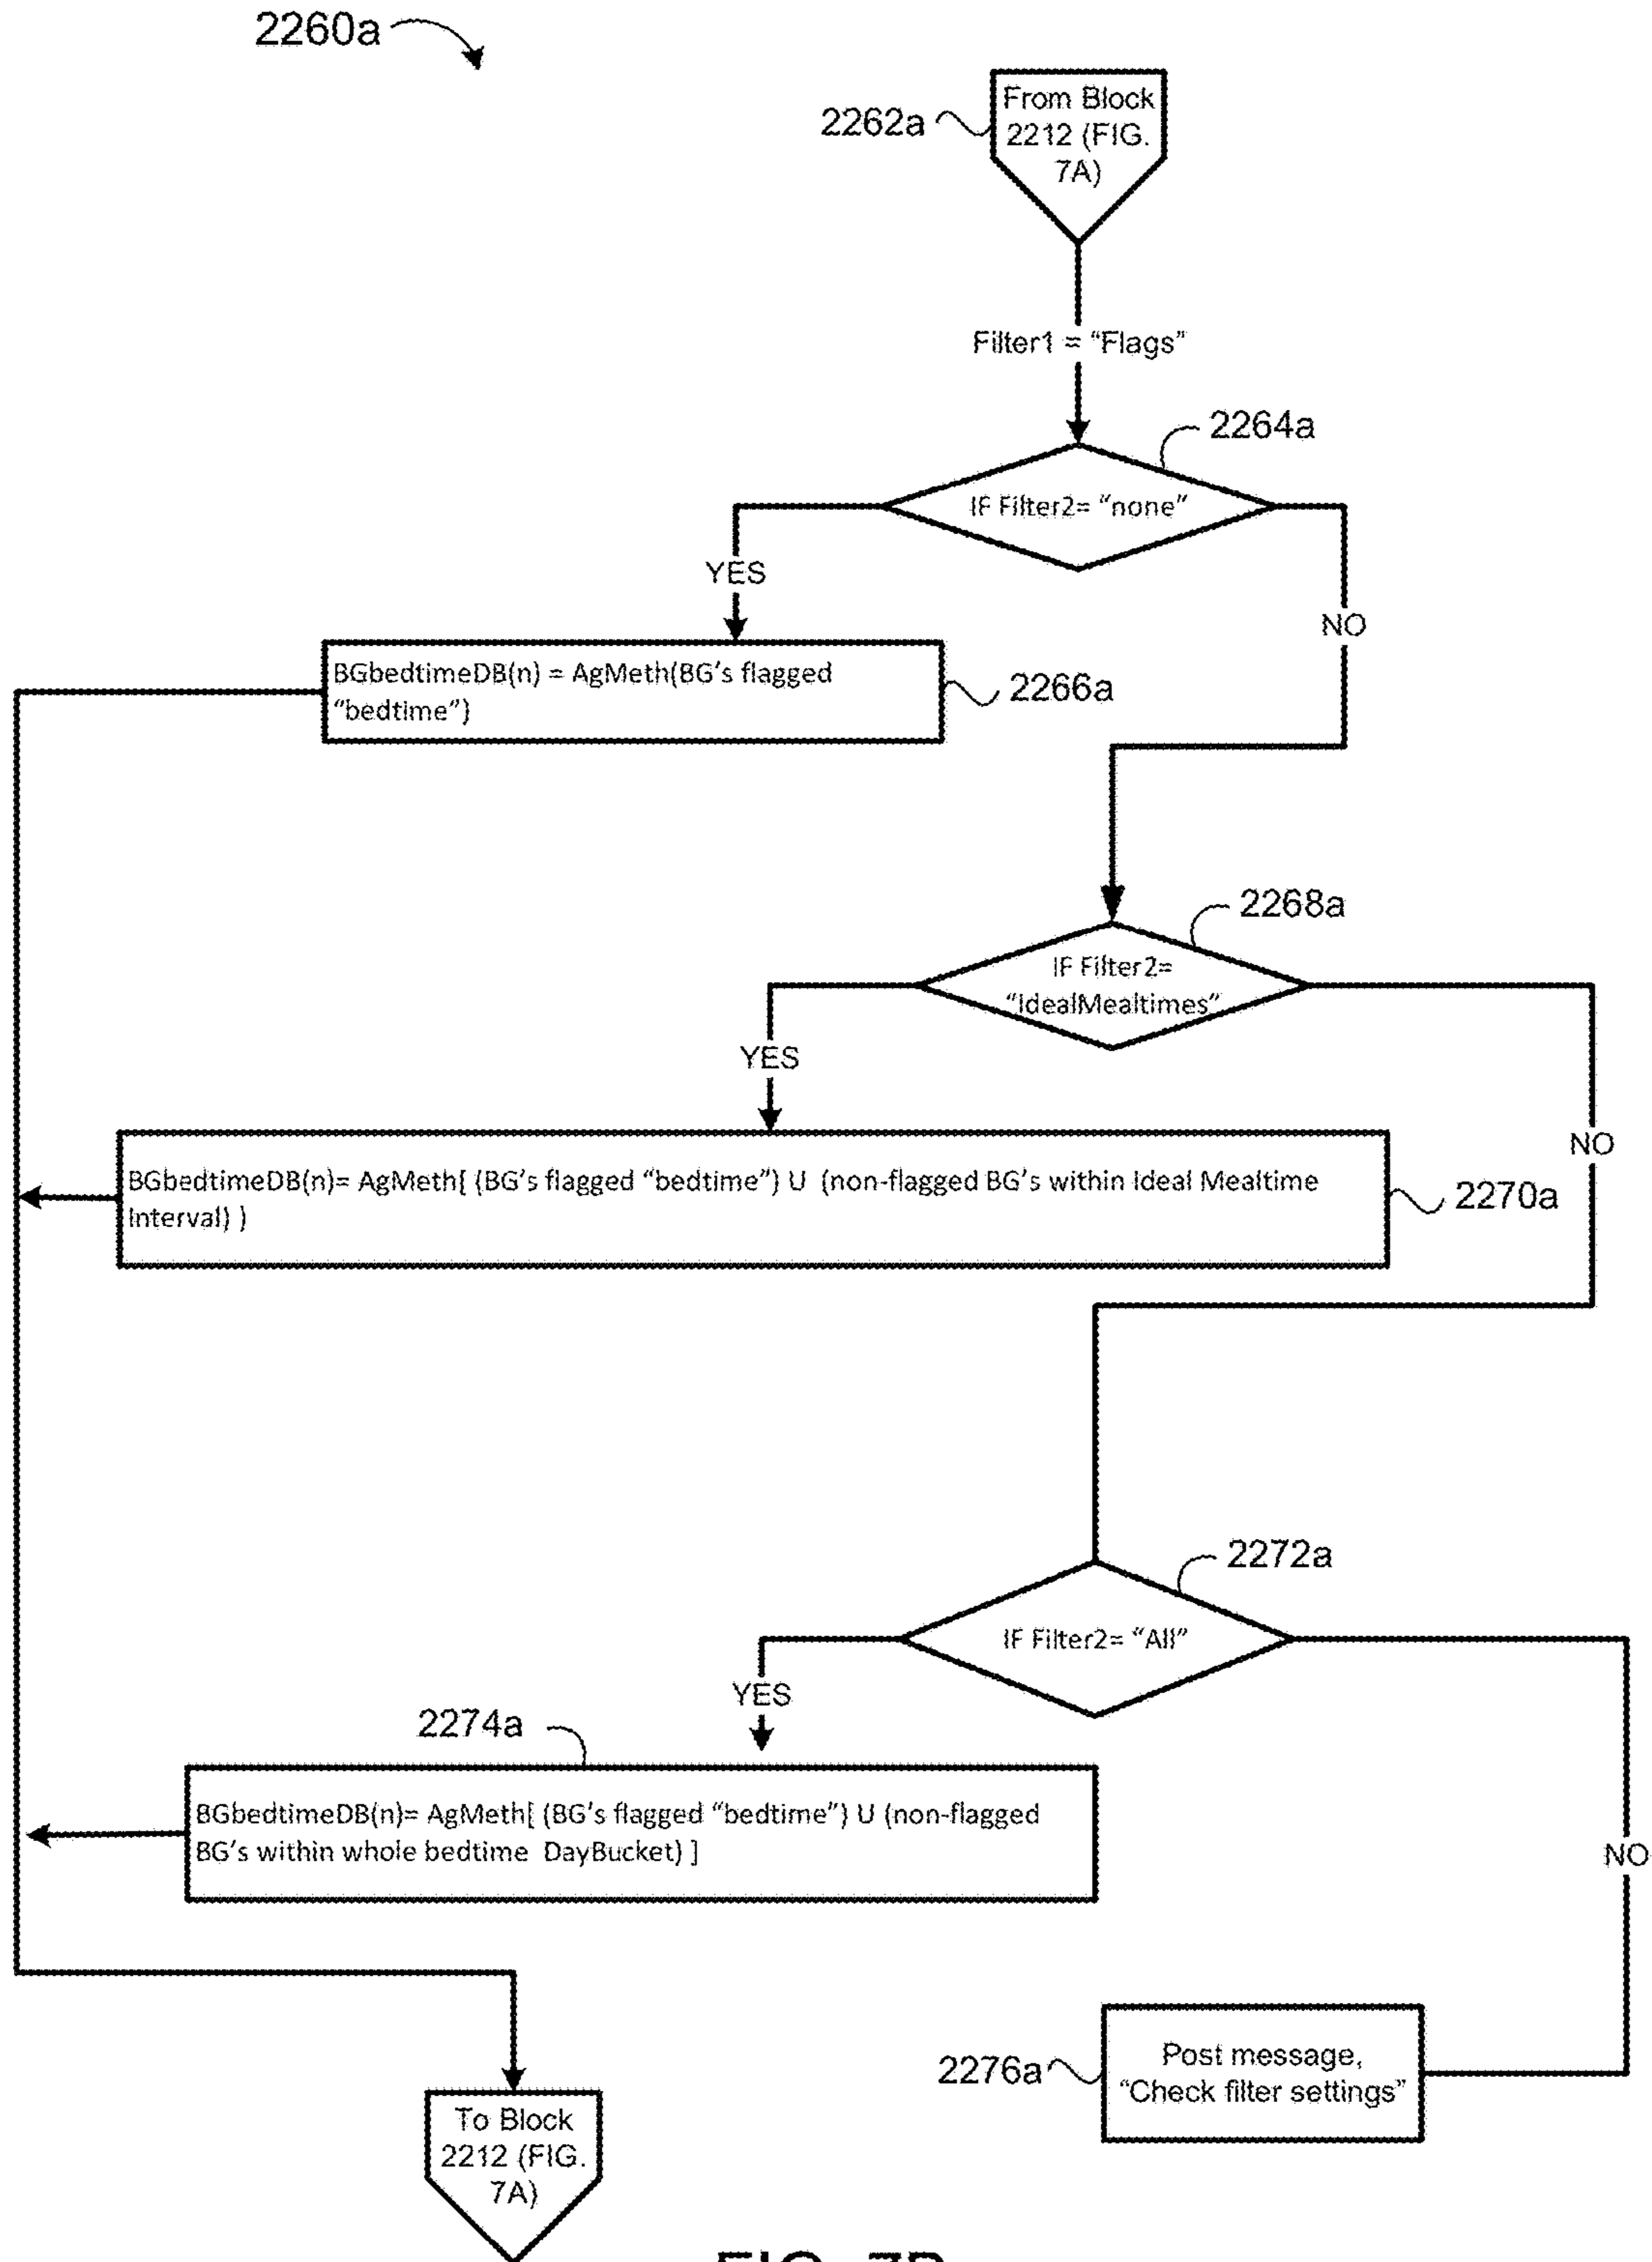 2260a
2262a
From Block
2212 (FIG.
7A)
Filter1 = “Flags”
2264a
IF Filter2= “none”
YES
NO
BGbedtimeDB(n) = AgMeth(BG’s flagged
“bedtime”)
2266a
2268a
IF Filter2=
“IdealMealtimes”
YES
NO
BGbedtimeDB(n)= AgMeth[ (BG’s flagged “bedtime”) U (non-flagged BG’s within Ideal Mealtime
Interval) )
2270a
2272a
IF Filter2= “All”
YES
NO
2274a
BGbedtimeDB(n)= AgMeth[ (BG’s flagged “bedtime”) U (non-flagged
BG’s within whole bedtime DayBucket) ]
2276a
Post message,
“Check filter settings”
To Block
2212 (FIG.
7A)